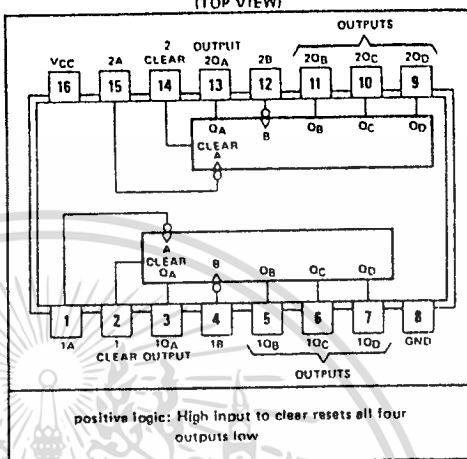 (TOP VIEW)
OUTPUTS
VCC 2A 2 CLEAR OUTPUT 2QA 2B 2QB 2QC 2QD
16 15 14 13 12 11 10 9
QA B QB QC QD
CLEAR
A
A
CLEAR
QA B QB QC QD
1 2 3 4 5 6 7 8
1A 1 1QA 1B 1QB 1QC 1QD GND
CLEAR OUTPUT
OUTPUTS
positive logic: High input to clear resets all four
outputs low